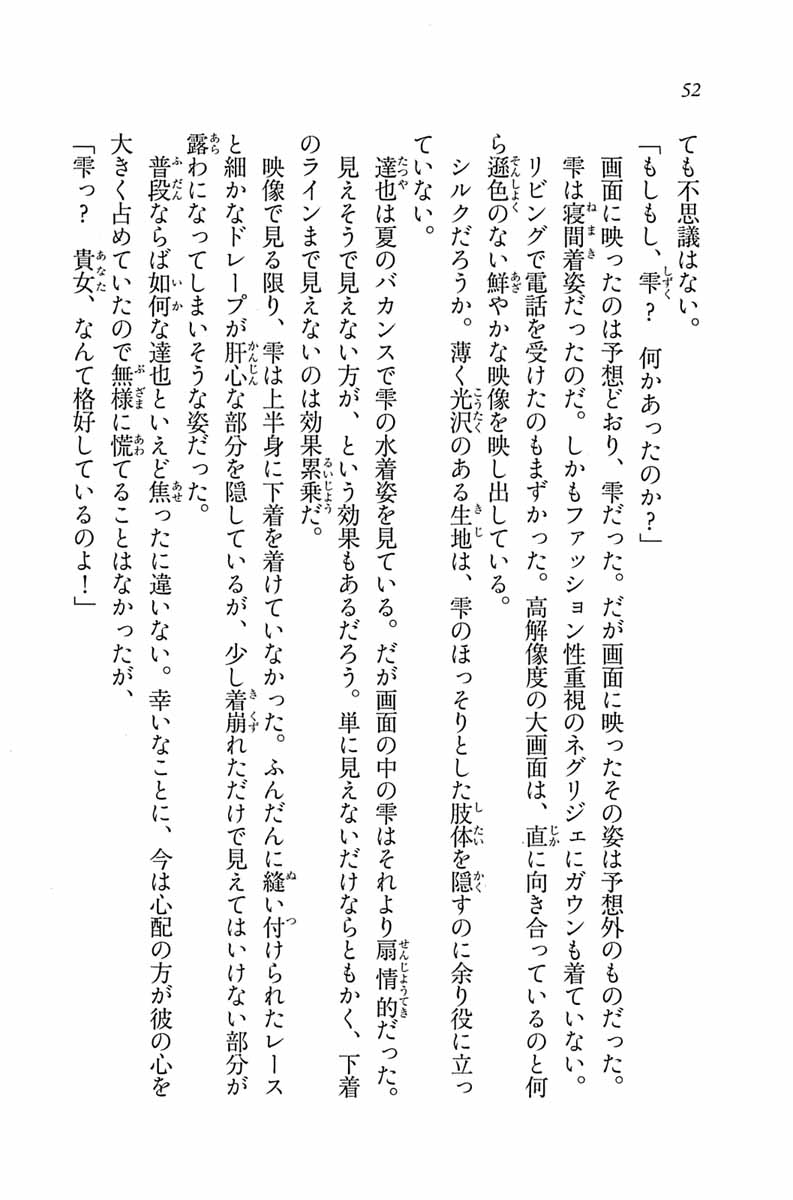 52
ても不思議はない。
「もしもし、雫？　何かあったのか？」
画面に映ったのは予想どおり、雫だった。だが画面に映ったその姿は予想外のものだった。
雫は寝間着姿だったのだ。しかもファッション性重視のネグリジェにガウンも着ていない。
リビングで電話を受けたのもまずかった。高解像度の大画面は、直に向き合っているのと何
ら遜色のない鮮やかな映像を映し出している。
シルクだろうか。薄く光沢のある生地は、雫のほっそりとした肢体を隠すのに余り役に立っ
ていない。
達也は夏のバカンスで雫の水着姿を見ている。だが画面の中の雫はそれより扇情的だった。
見えそうで見えない方が、という効果もあるだろう。単に見えないだけならともかく、下着
のラインまで見えないのは効果累乗だ。
映像で見る限り、雫は上半身に下着を着けていなかった。ふんだんに縫い付けられたレース
と細かなドレープが肝心な部分を隠しているが、少し着崩れただけで見えてはいけない部分が
露わになってしまいそうな姿だった。
普段ならば如何な達也といえど焦ったに違いない。幸いなことに、今は心配の方が彼の心を
大きく占めていたので無様に慌てることはなかったが、
「雫っ？　貴女、なんて格好しているのよ！」